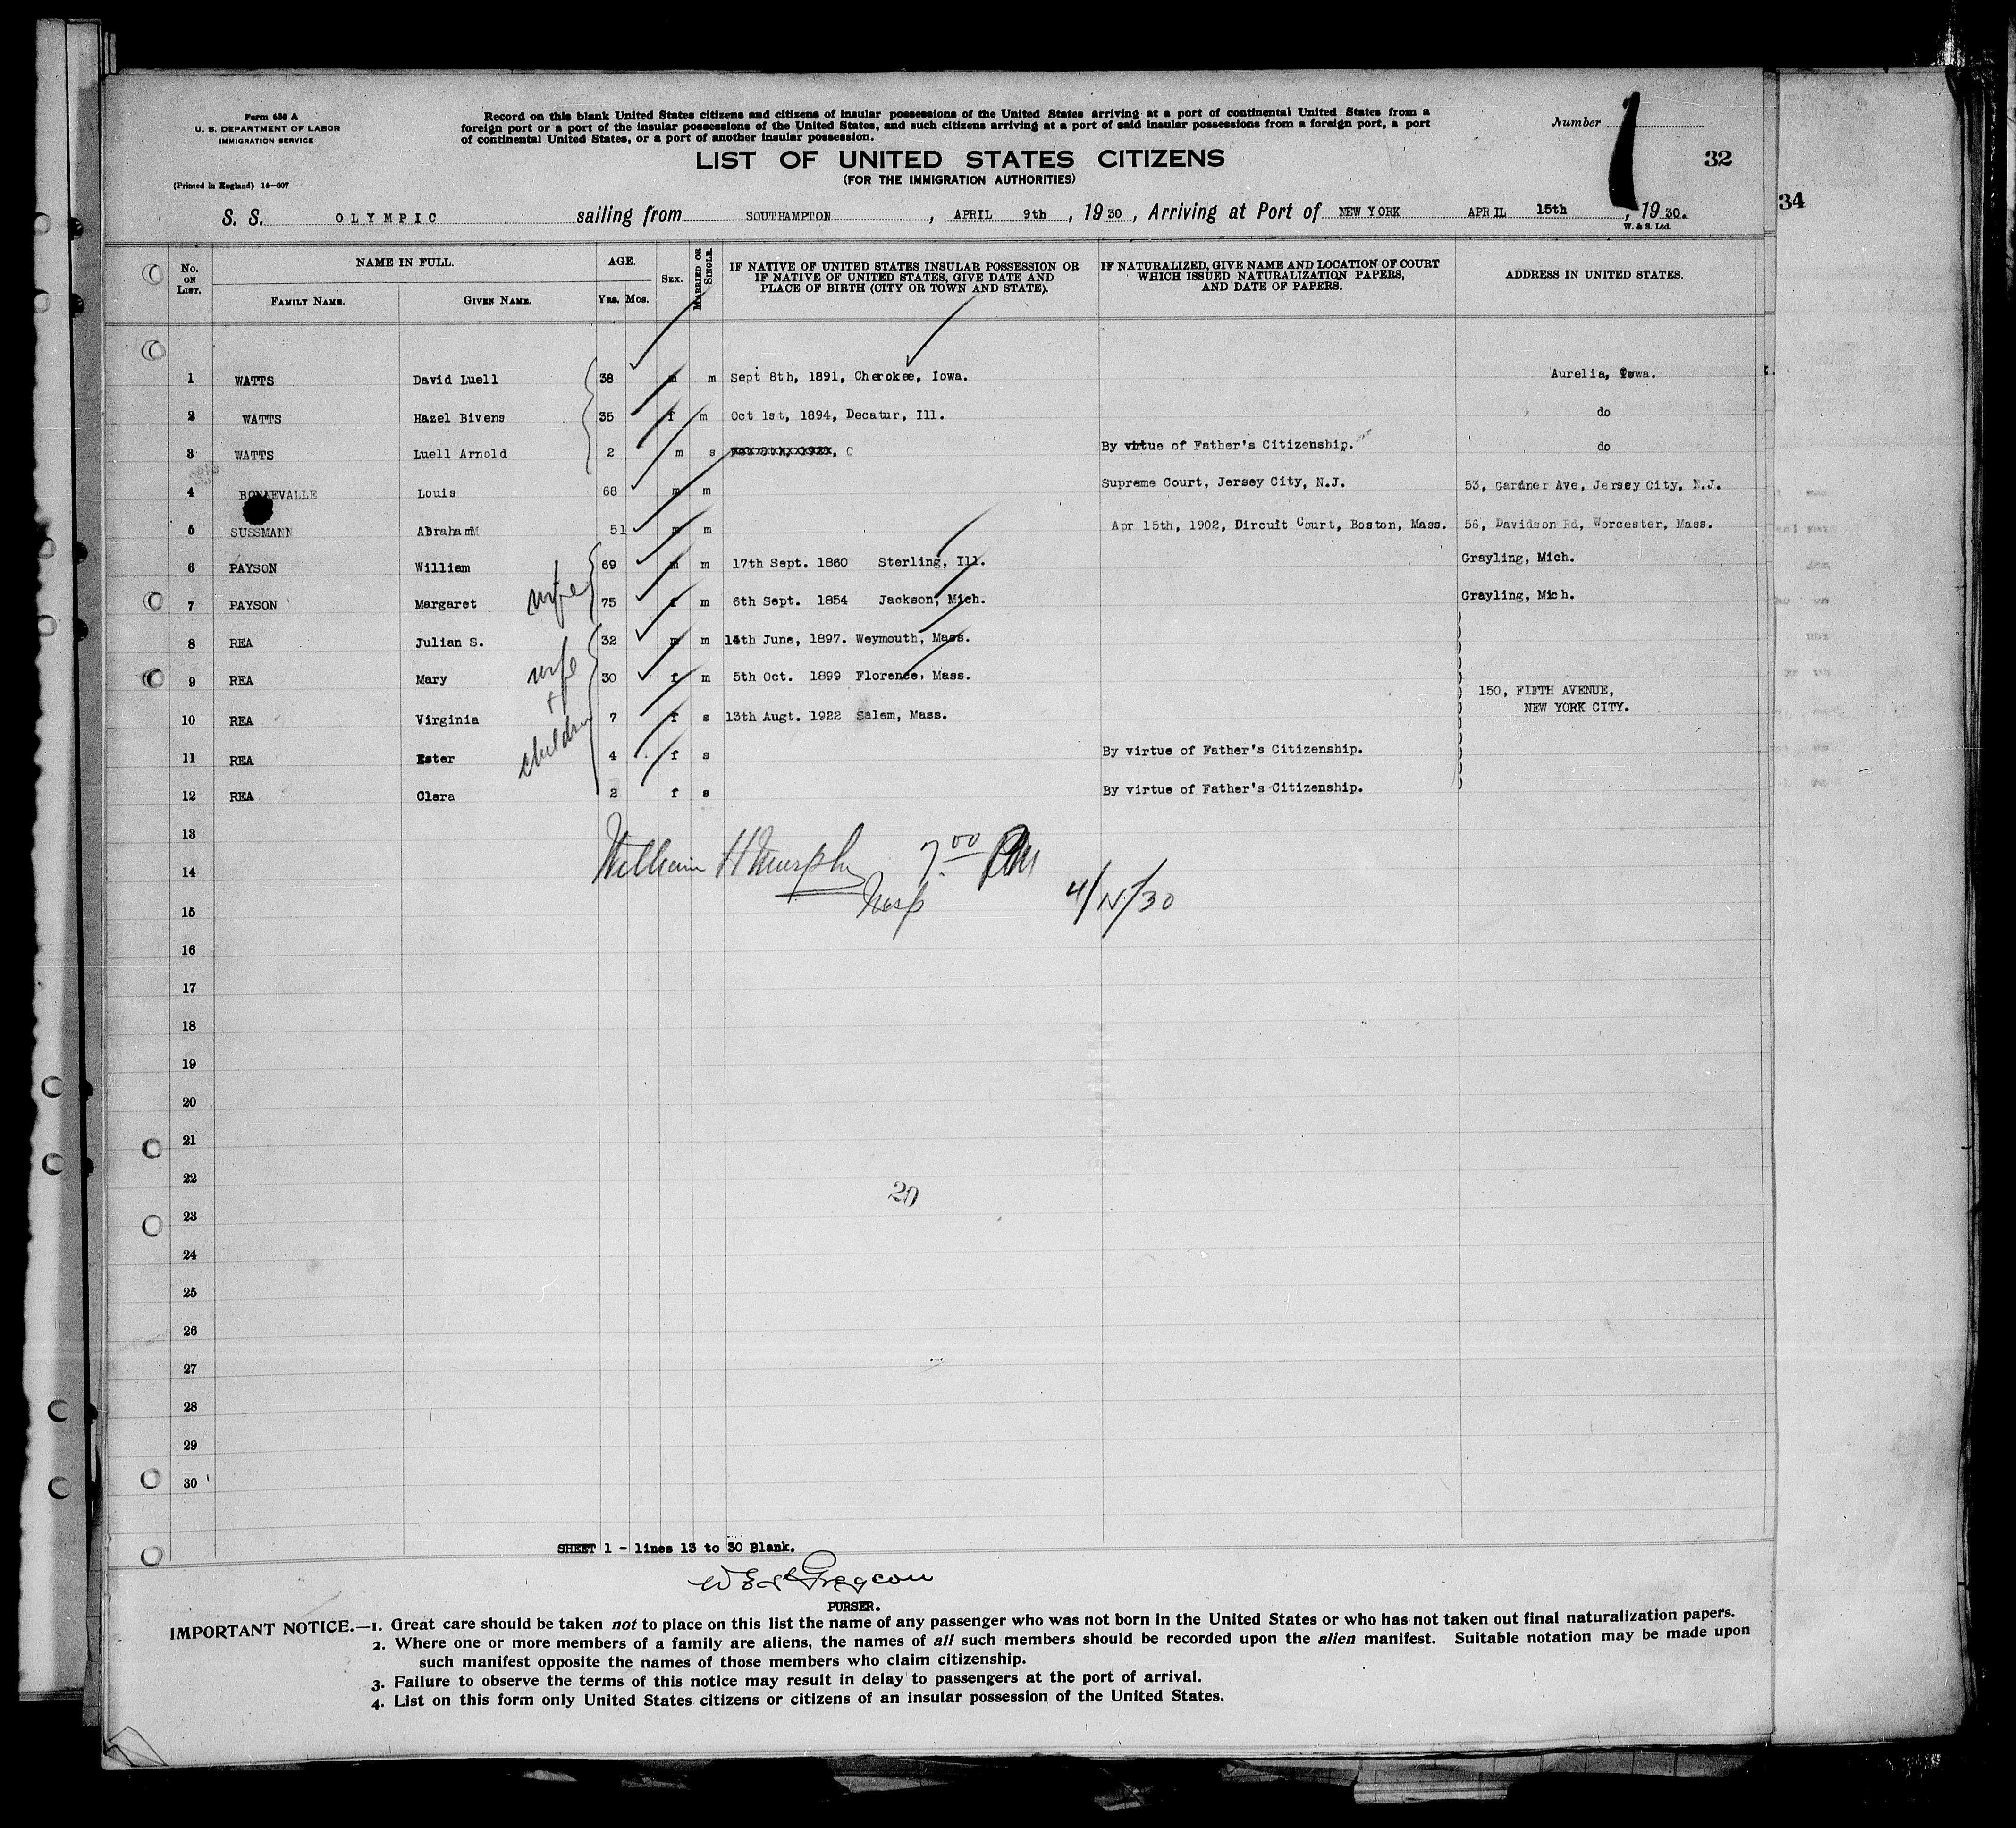 Form 630 A
U. S. DEPARTMENT OF LABOR
IMMIGRATION SERVICE
(Printed in England) 14—607
Record on this blank United States citizens and citizens of insular possessions of the United States arriving at a port of continental United States from a
foreign port or a port of the insular possessions of the United States, and such citizens arriving at a port of said insular possessions from a foreign port, a port
of continental United States, or a port of another insular possession.
LIST OF UNITED STATES CITIZENS
(FOR THE IMMIGRATION AUTHORITIES)
Number 1
32
34
S. S. OLYMPIC sailing from SOUTHAMPTON, APRIL 9th, 1930, Arriving at Port of NEW YORK APRIL 15th, 1930.
W. & S. Ltd.
No. ON LIST. NAME IN FULL. FAMILY NAME. GIVEN NAME. AGE. YRS. MOS. SEX. MARRIED OR SINGLE. IF NATIVE OF UNITED STATES INSULAR POSSESSION OR IF NATIVE OF UNITED STATES, GIVE DATE AND PLACE OF BIRTH (CITY OR TOWN AND STATE). IF NATURALIZED, GIVE NAME AND LOCATION OF COURT WHICH ISSUED NATURALIZATION PAPERS, AND DATE OF PAPERS. ADDRESS IN UNITED STATES.
1 WATTS David Luell 38 m m Sept 8th, 1891, Cherokee, Iowa. Aurelia, Iowa.
2 WATTS Hazel Bivens 35 f m Oct 1st, 1894, Decatur, Ill. do
3 WATTS Luell Arnold 2 m s , C By virtue of Father's Citizenship. do
4 BONNEVALLE Louis 68 m m Supreme Court, Jersey City, N.J. 53, Gardner Ave, Jersey City, N.J.
5 SUSSMANN Abraham 51 m m Apr 15th, 1902, Dircuit Court, Boston, Mass. 56, Davidson Rd, Worcester, Mass.
6 PAYSON William 69 m m 17th Sept. 1860 Sterling, Ill. Grayling, Mich.
7 PAYSON Margaret wife 75 f m 6th Sept. 1854 Jackson, Mich. Grayling, Mich.
8 REA Julian S. 32 m m 14th June, 1897. Weymouth, Mass.
9 REA Mary wife 30 f m 5th Oct. 1899 Florence, Mass.
+
150, FIFTH AVENUE,
NEW YORK CITY.
10 REA Virginia children 7 f s 13th Augt. 1922 Salem, Mass.
11 REA Ester 4 f s By virtue of Father's Citizenship.
12 REA Clara 2 f s By virtue of Father's Citizenship.
13
William H Murphy 7.00 PM
14
Insp 4/15/30
15
16
17
18
19
20
21
22
20
23
24
25
26
27
28
29
30
SHEET 1 - lines 13 to 30 Blank.
PURSER.
IMPORTANT NOTICE.—1. Great care should be taken not to place on this list the name of any passenger who was not born in the United States or who has not taken out final naturalization papers.
2. Where one or more members of a family are aliens, the names of all such members should be recorded upon the alien manifest. Suitable notation may be made upon
such manifest opposite the names of those members who claim citizenship.
3. Failure to observe the terms of this notice may result in delay to passengers at the port of arrival.
4. List on this form only United States citizens or citizens of an insular possession of the United States.